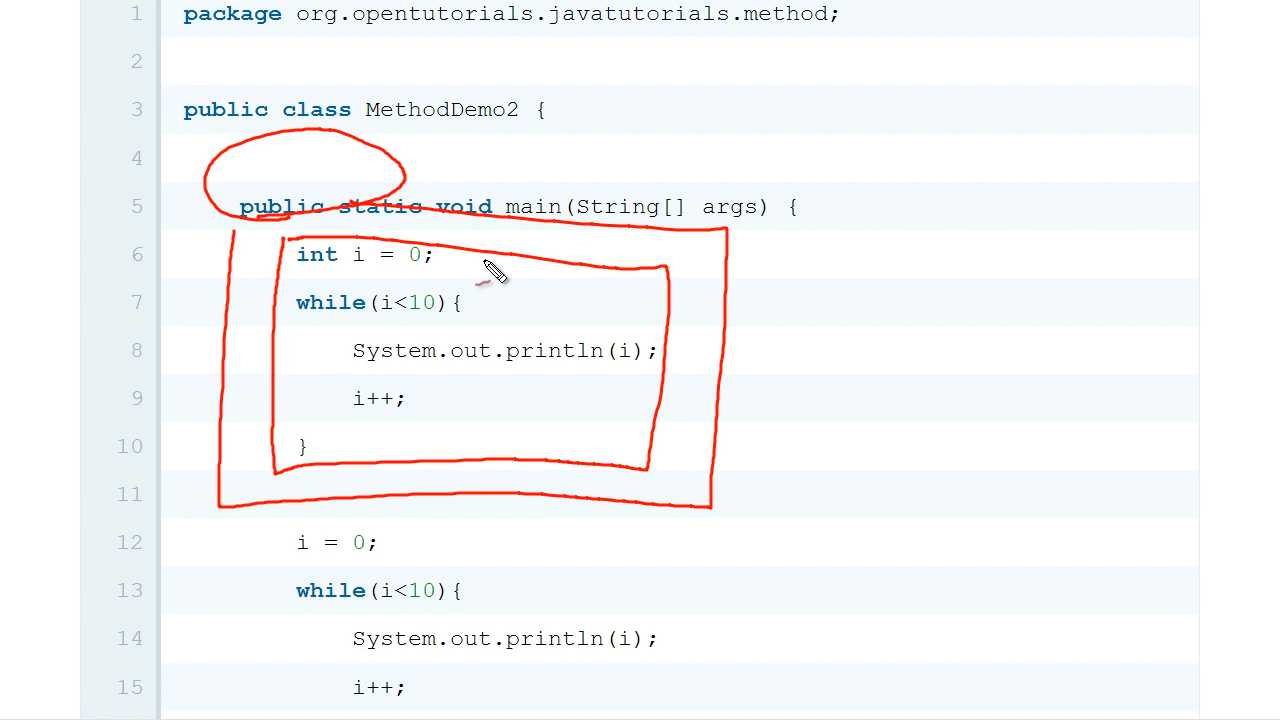 1 package org.opentutorials.javatutorials.method;
2
3 public class MethodDemo2 {
4
5 public static void main(String[] args) {
6 int i = 0;
7 while(i<10){
8 System.out.println(i);
9 i++;
10 }
11
12 i = 0;
13 while(i<10){
14 System.out.println(i);
15 i++;